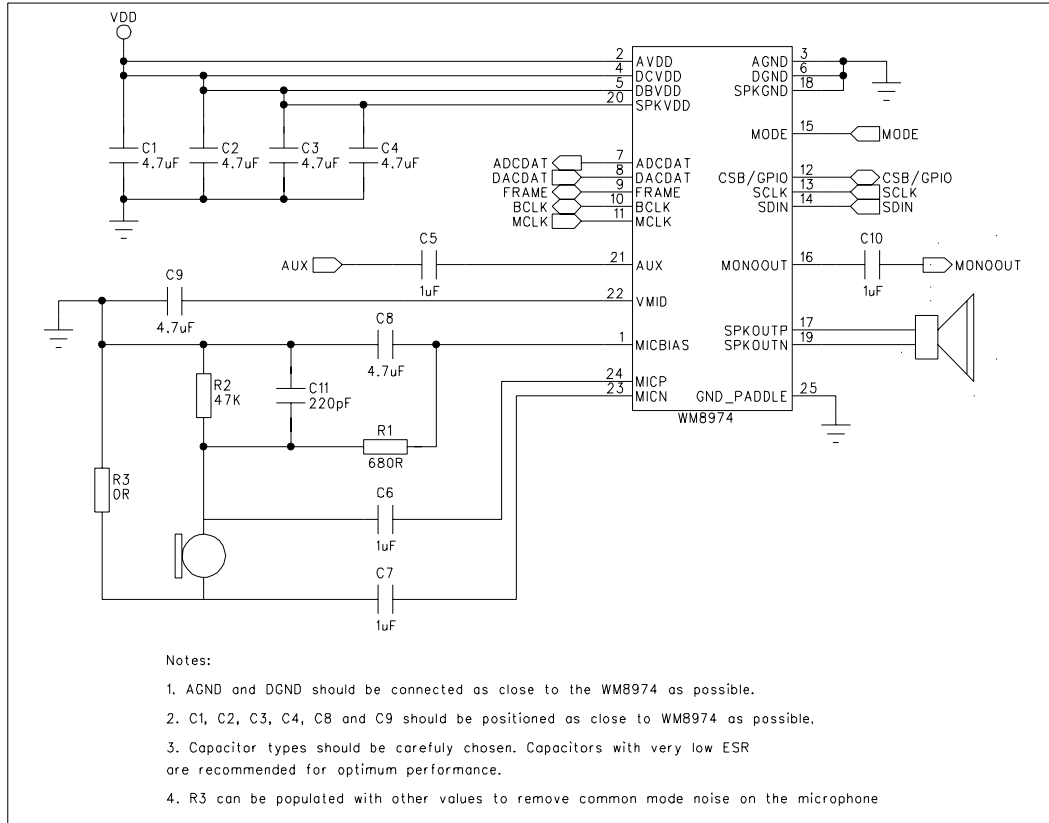 VDD
2 AVDD
4 DCVDD
5 DBVDD
20 SPKVDD
AGND 3
DGND 6
SPKGND 18
C1
4.7uF
C2
4.7uF
C3
4.7uF
C4
4.7uF
MODE 15 MODE
ADCDAT 7 ADCDAT
DACDAT 8 DACDAT
FRAME 9 FRAME
BCLK 10 BCLK
MCLK 11 MCLK
CSB/GPIO 12 CSB/GPIO
SCLK 13 SCLK
SDIN 14 SDIN
AUX
C5
1uF
21 AUX
MONOOUT 16
C10
1uF
MONOOUT
C9
4.7uF
22 VMID
C8
4.7uF
1 MICBIAS
SPKOUTP 17
SPKOUTN 19
24 MICP
23 MICN
GND_PADDLE 25
WM8974
R2
47K
C11
220pF
R1
680R
R3
0R
C6
1uF
C7
1uF
Notes:
1. AGND and DGND should be connected as close to the WM8974 as possible.
2. C1, C2, C3, C4, C8 and C9 should be positioned as close to WM8974 as possible.
3. Capacitor types should be carefuly chosen. Capacitors with very low ESR
are recommended for optimum performance.
4. R3 can be populated with other values to remove common mode noise on the microphone